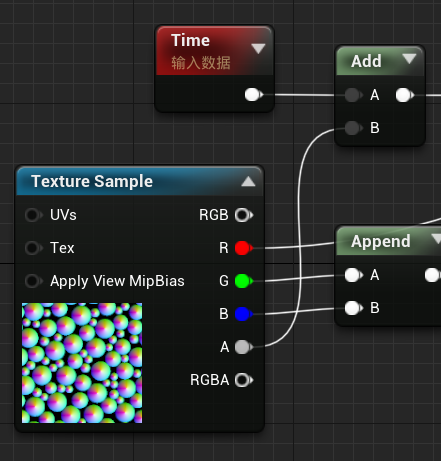 Time
输入数据
Add
A
B
Texture Sample
UVs
RGB
Tex
R
Apply View MipBias
G
B
A
RGBA
Append
A
B